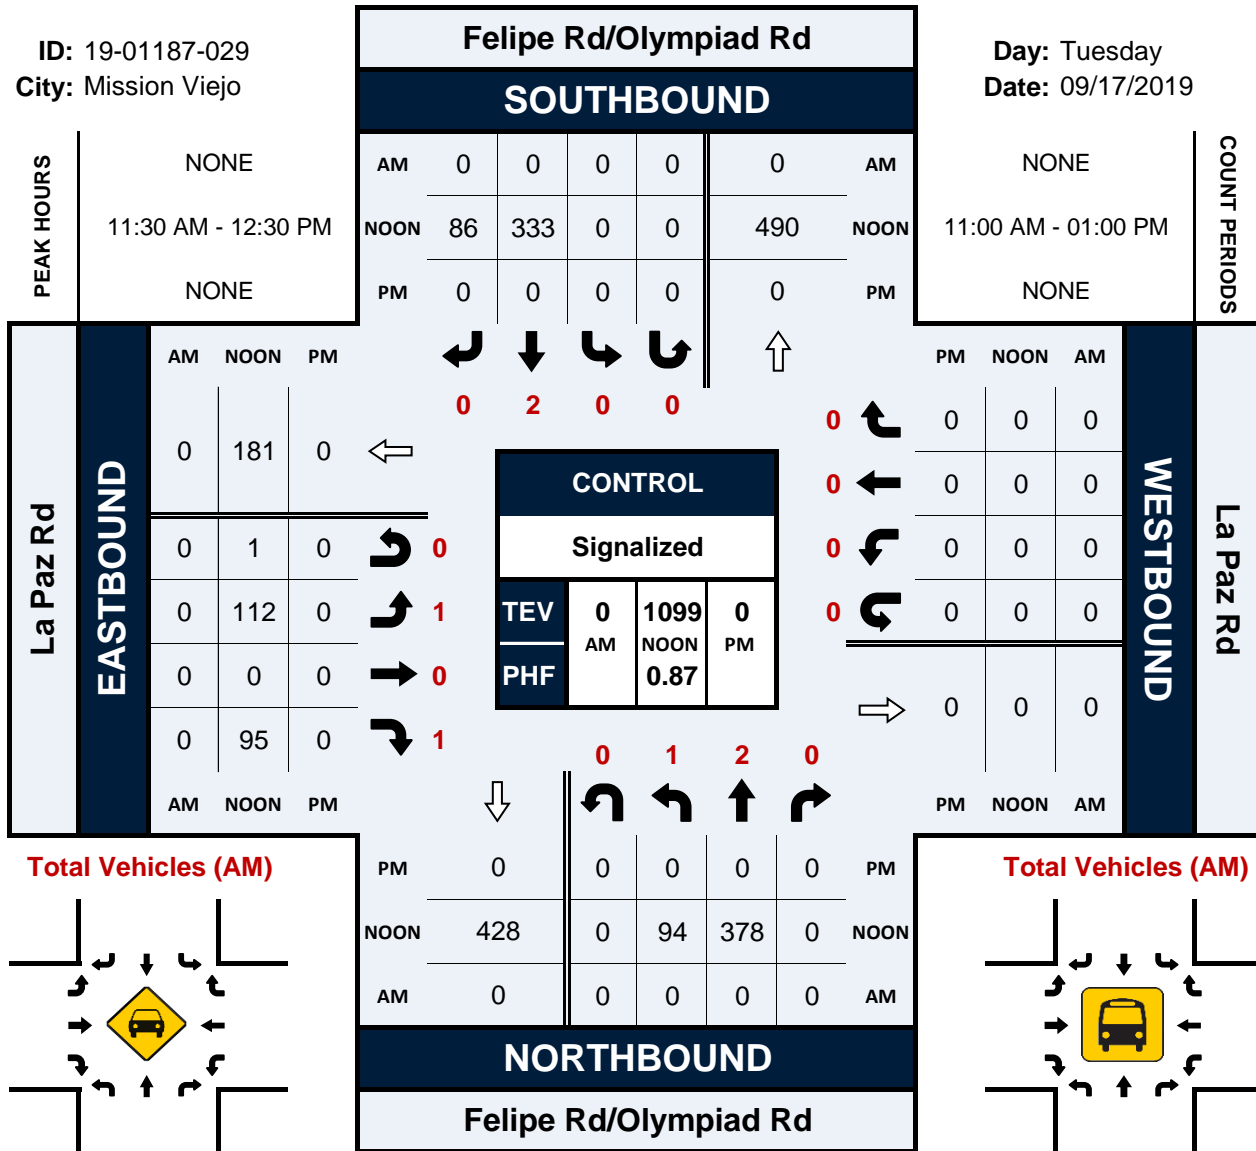 Felipe Rd/Olympiad Rd
ID: 19-01187-029
Day: Tuesday
City: Mission Viejo
Date: 09/17/2019
SOUTHBOUND
PEAK HOURS
NONE
AM 0 0 0 0 0 AM
NONE
COUNT PERIODS
11:30 AM - 12:30 PM
NOON 86 333 0 0 490 NOON
11:00 AM - 01:00 PM
NONE
PM 0 0 0 0 0 PM
NONE
AM NOON PM
PM NOON AM
0 2 0 0
La Paz Rd
EASTBOUND
0 181 0
0 1 0 0
0 112 0 1
0 0 0 0
0 95 0 1
AM NOON PM
CONTROL
Signalized
TEV 0 1099 0
AM NOON PM
PHF 0.87
0 0 0 0
0 0 0 0
0 0 0 0
0 0 0 0
0 0 0
WESTBOUND
La Paz Rd
PM NOON AM
0 1 2 0
Total Vehicles (AM)
PM 0 0 0 0 0 PM
Total Vehicles (AM)
NOON 428 0 94 378 0 NOON
AM 0 0 0 0 0 AM
NORTHBOUND
Felipe Rd/Olympiad Rd